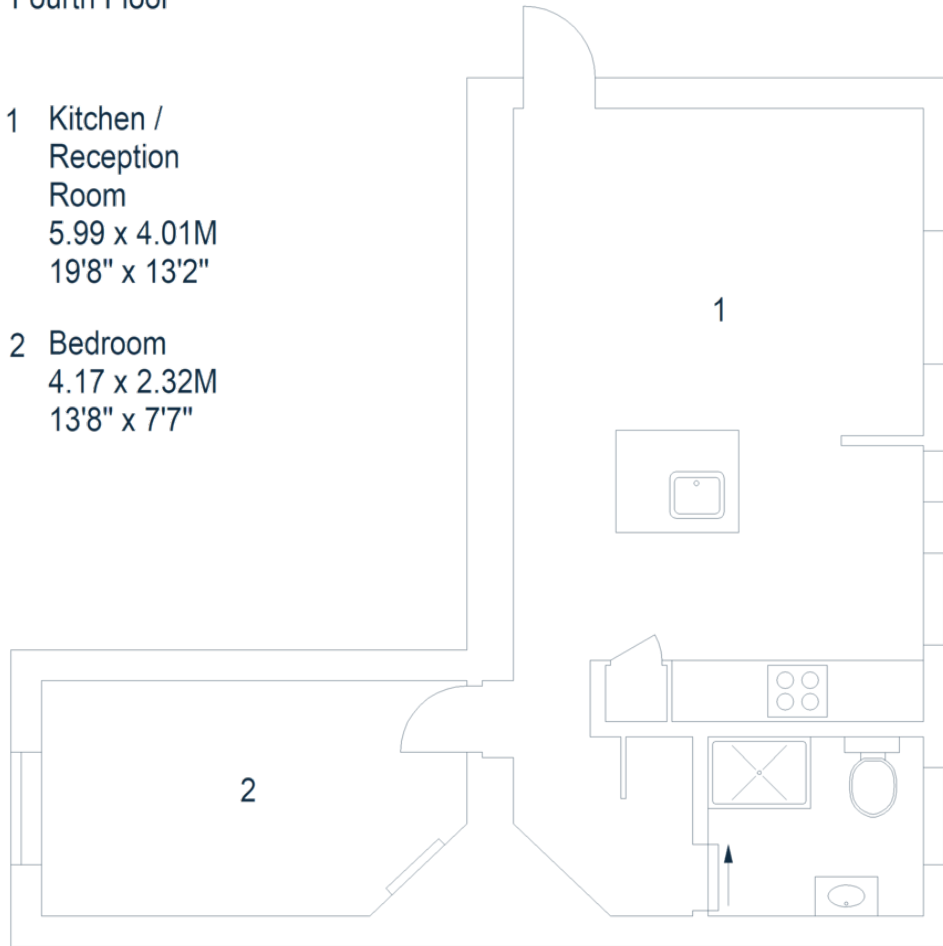 Fourth Floor
1 Kitchen /
Reception
Room
5.99 x 4.01M
19'8" x 13'2"
2 Bedroom
4.17 x 2.32M
13'8" x 7'7"
1
2